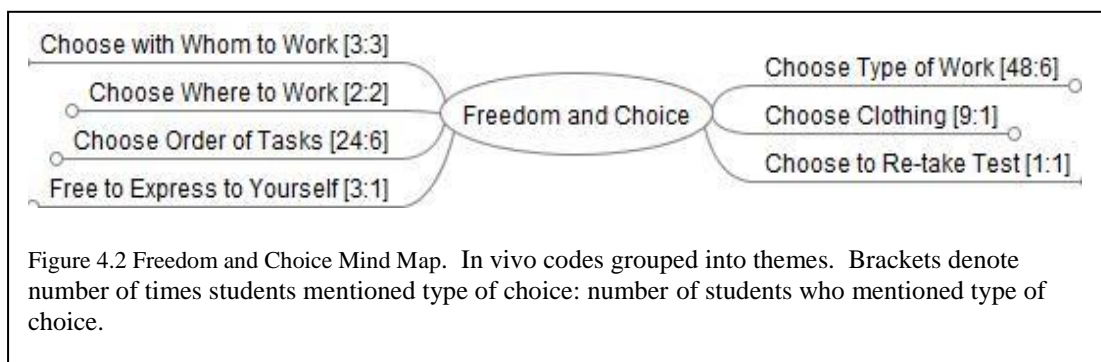 Choose with Whom to Work [3:3]
Choose Where to Work [2:2]
Choose Order of Tasks [24:6]
Free to Express to Yourself [3:1]
Freedom and Choice
Choose Type of Work [48:6]
Choose Clothing [9:1]
Choose to Re-take Test [1:1]
Figure 4.2 Freedom and Choice Mind Map. In vivo codes grouped into themes. Brackets denote
number of times students mentioned type of choice: number of students who mentioned type of
choice.